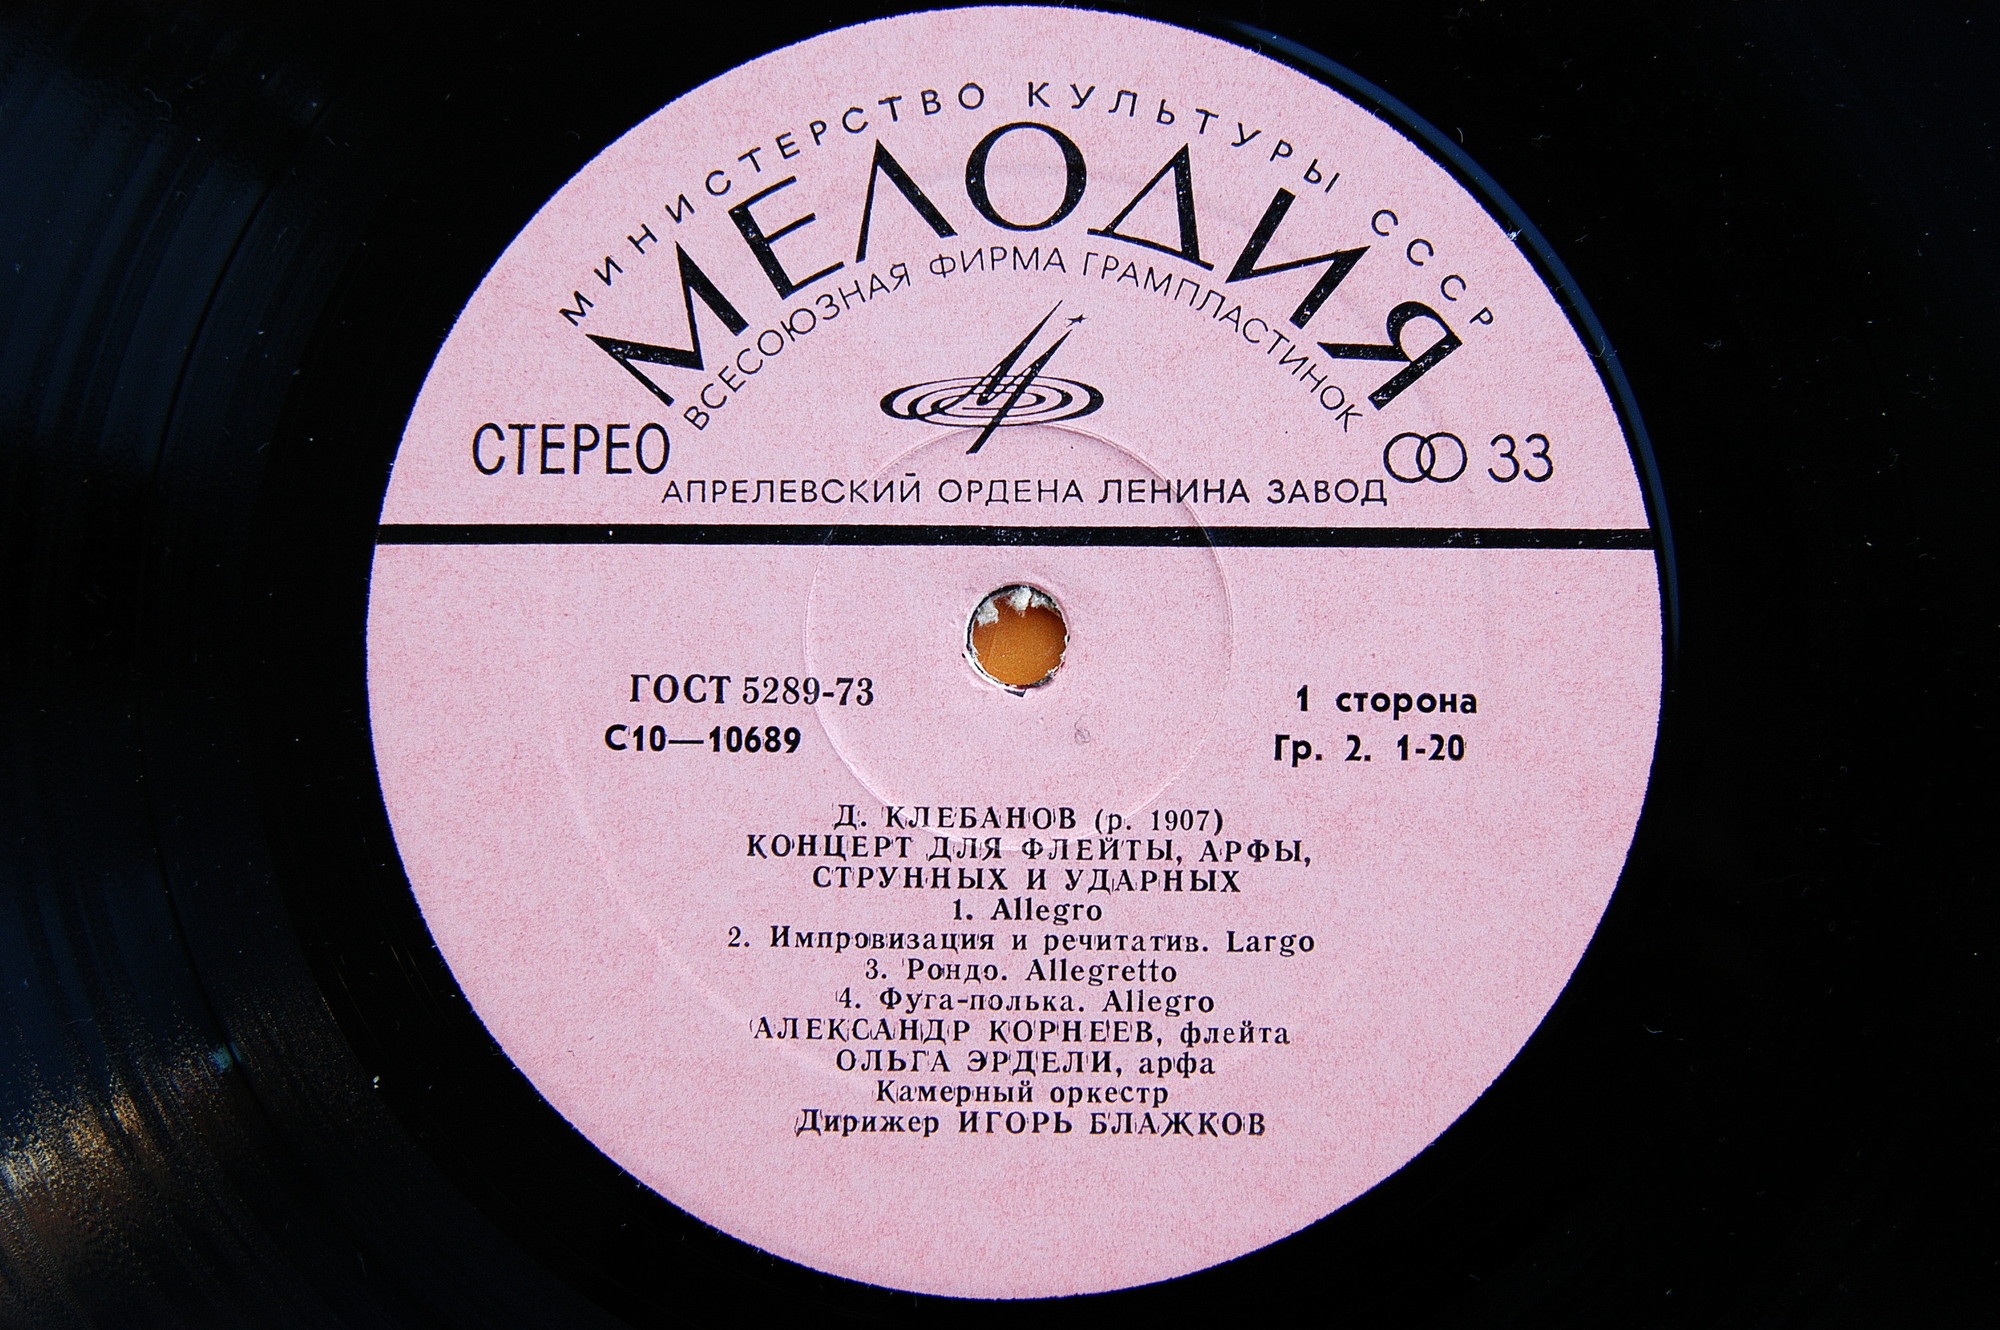 МИНИСТЕРСТВО КУЛЬТУРЫ СССР
МЕЛОДИЯ
ВСЕСОЮЗНАЯ ФИРМА ГРАМПЛАСТИНОК
СТЕРЕО
33
АПРЕЛЕВСКИЙ ОРДЕНА ЛЕНИНА ЗАВОД
ГОСТ 5289-73
С10—10689
1 сторона
Гр. 2. 1-20
Д. КЛЕБАНОВ (р. 1907)
КОНЦЕРТ ДЛЯ ФЛЕЙТЫ, АРФЫ,
СТРУННЫХ И УДАРНЫХ
1. Allegro
2. Импровизация и речитатив. Largo
3. Рондо. Allegretto
4. Фуга-полька. Allegro
АЛЕКСАНДР КОРНЕЕВ, флейта
ОЛЬГА ЭРДЕЛИ, арфа
Камерный оркестр
Дирижер ИГОРЬ БЛАЖКОВ